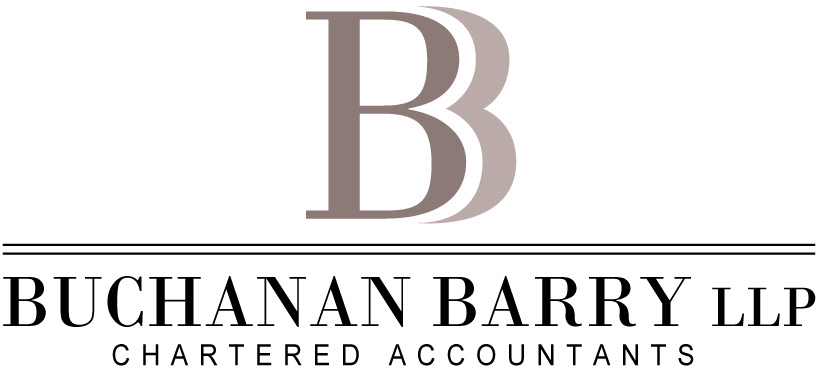 BB
BUCHANAN BARRY LLP
CHARTERED ACCOUNTANTS